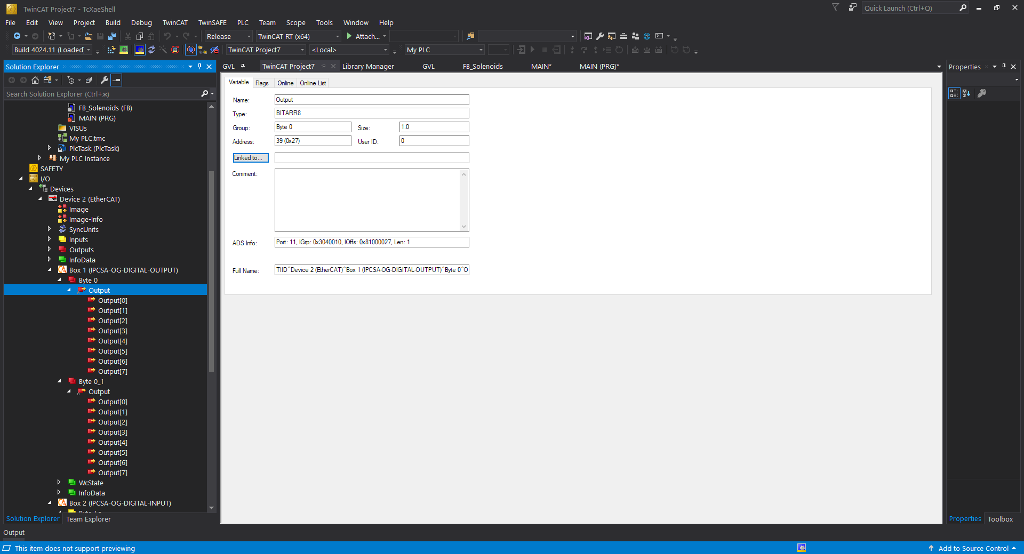 TwinCAT Project7 - TcXaeShell
Quick Launch (Ctrl+Q)
File Edit View Project Build Debug TwinCAT TwinSAFE PLC Team Scope Tools Window Help
Release TwinCAT RT (x64) Attach...
Build 4024.11 (Loaded) TwinCAT Project7 <Local> My PLC
Solution Explorer
GVL TwinCAT Project7 Library Manager GVL FB_Solenoids MAIN* MAIN (PRG)*
Properties
Search Solution Explorer (Ctrl+;)
FB_Solenoids (FB)
MAIN (PRG)
VISUs
My PLC.tmc
PlcTask (PlcTask)
My PLC Instance
SAFETY
I/O
Devices
Device 2 (EtherCAT)
Image
Image-Info
SyncUnits
Inputs
Outputs
InfoData
Box 1 (IPCSA-OG-DIGITAL-OUTPUT)
Byte 0
Output
Output[0]
Output[1]
Output[2]
Output[3]
Output[4]
Output[5]
Output[6]
Output[7]
Byte 0_1
Output
Output[0]
Output[1]
Output[2]
Output[3]
Output[4]
Output[5]
Output[6]
Output[7]
WcState
InfoData
Box 2 (IPCSA-OG-DIGITAL-INPUT)
Variable Flags Online Online List
Name: Output
Type: BITARR8
Group: Byte 0 Size: 1.0
Address: 39 (0x27) User ID: 0
Linked to...
Comment:
ADS Info: Port: 11, IGrp: 0x3040010, IOffs: 0x81000027, Len: 1
Full Name: TIID^Device 2 (EtherCAT)^Box 1 (IPCSA-OG-DIGITAL-OUTPUT)^Byte 0^O
Solution Explorer Team Explorer
Properties Toolbox
Output
This item does not support previewing
Add to Source Control